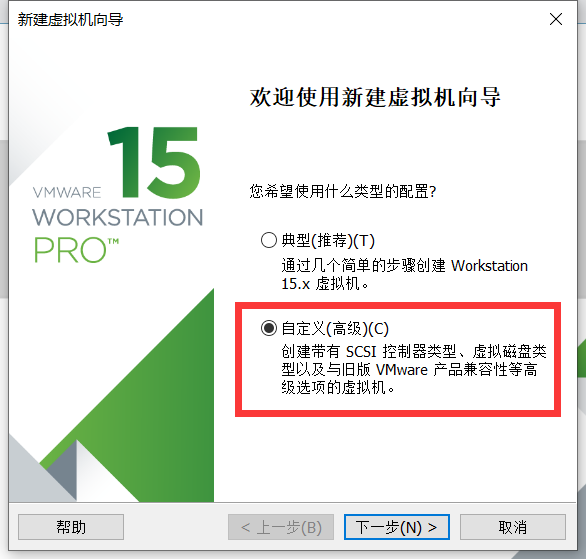 新建虚拟机向导
欢迎使用新建虚拟机向导
15
VMWARE
WORKSTATION
PRO™
您希望使用什么类型的配置?
典型(推荐)(T)
通过几个简单的步骤创建 Workstation
15.x 虚拟机。
自定义(高级)(C)
创建带有 SCSI 控制器类型、虚拟磁盘类
型以及与旧版 VMware 产品兼容性等高
级选项的虚拟机。
帮助
< 上一步(B)
下一步(N) >
取消